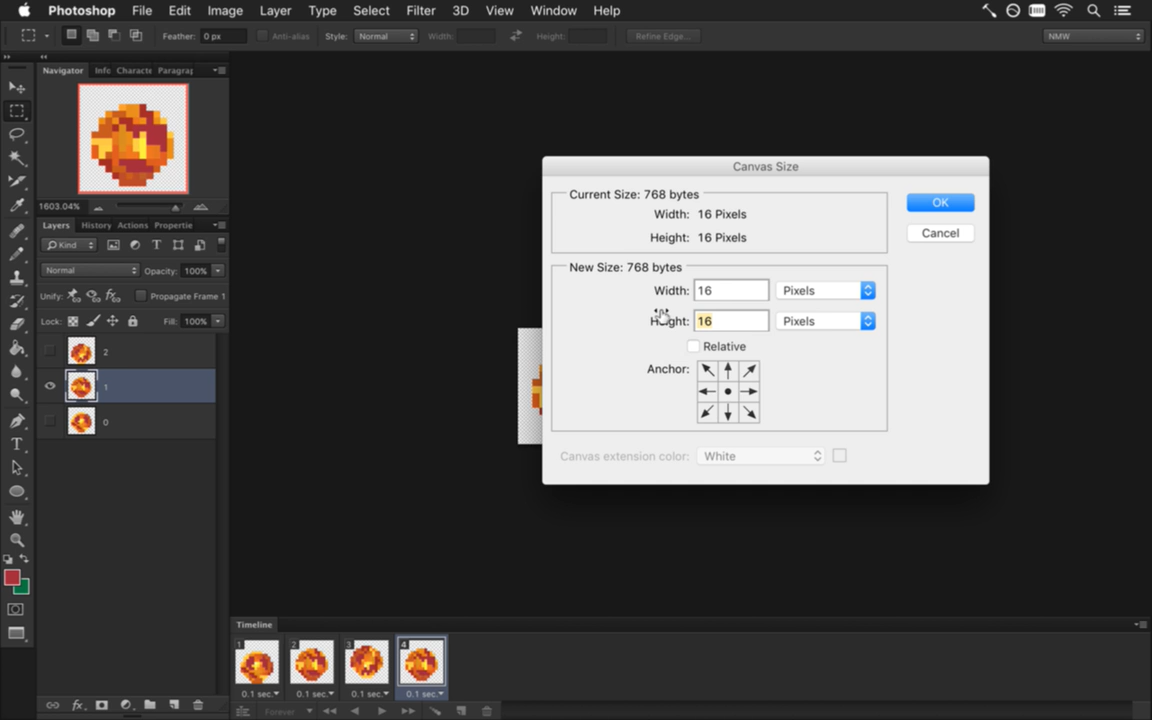 Photoshop File Edit Image Layer Type Select Filter 3D View Window Help
Feather: 0 px Anti-alias Style: Normal Width: Height: Refine Edge... NMW
Navigator Info Characte Paragrap
1603.04%
Layers History Actions Propertie
Kind
Normal Opacity: 100%
Unify: Propagate Frame 1
Lock: Fill: 100%
2
1
0
Canvas Size
Current Size: 768 bytes
Width: 16 Pixels
Height: 16 Pixels
OK
Cancel
New Size: 768 bytes
Width: 16 Pixels
Height: 16 Pixels
Relative
Anchor:
Canvas extension color: White
Timeline
1 2 3 4
0.1 sec. 0.1 sec. 0.1 sec. 0.1 sec.
Forever